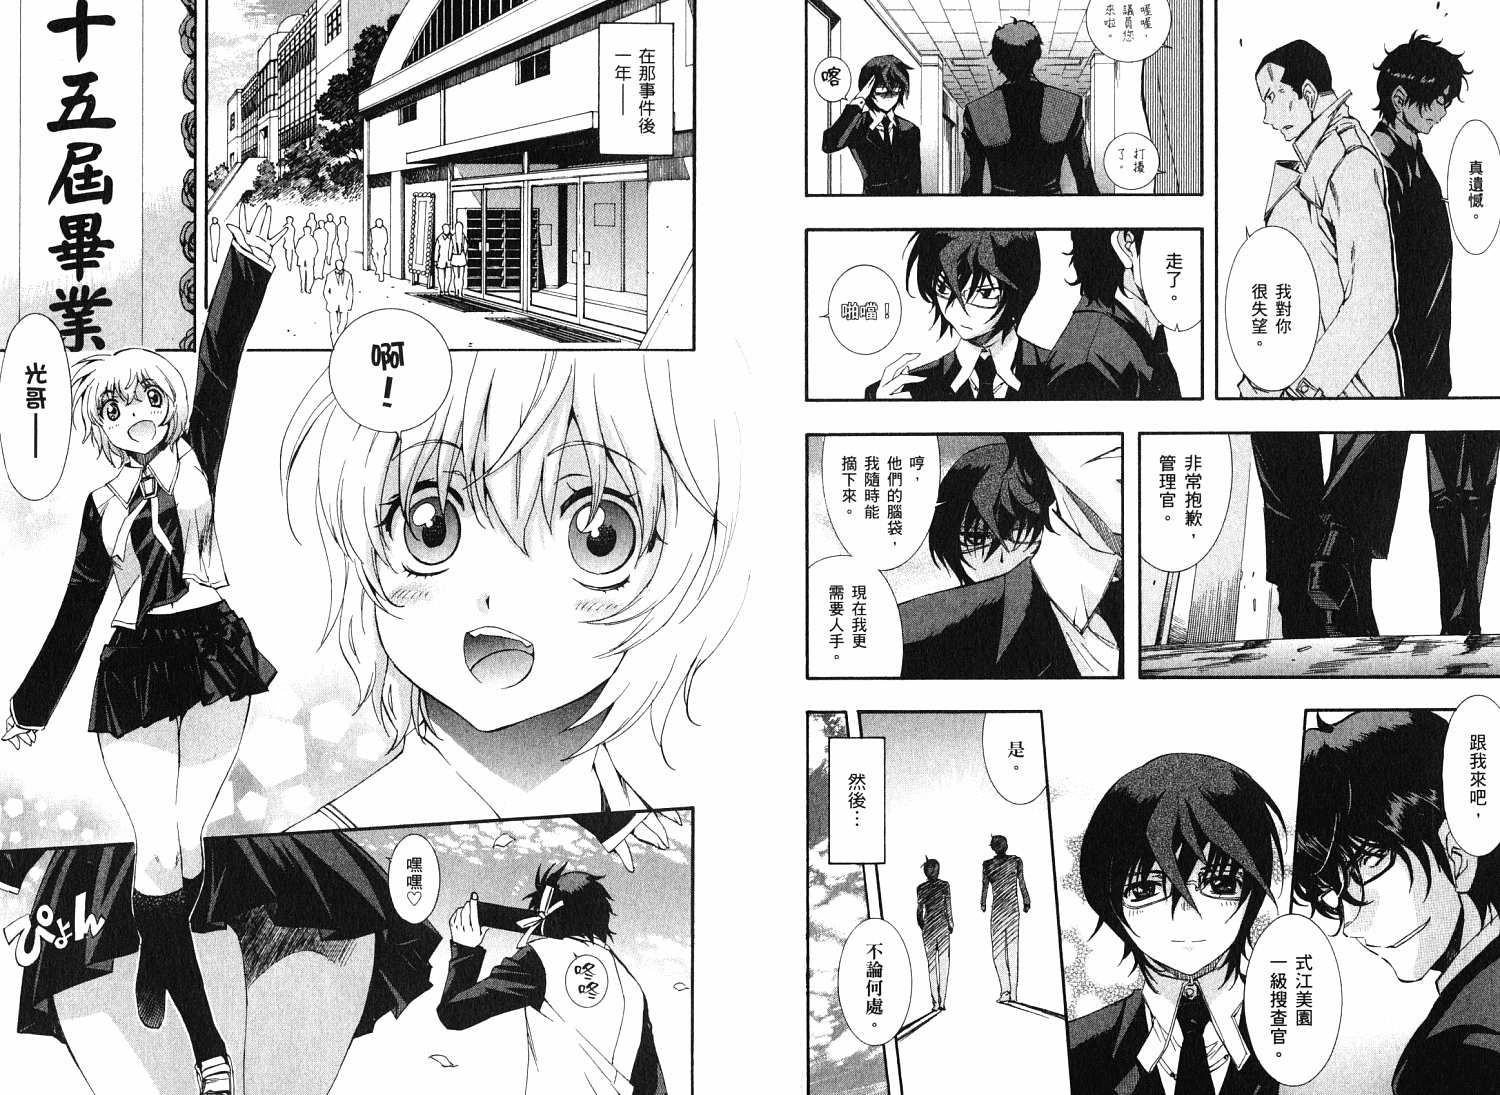 真遺憾。
我對你
很失望。
喔喔，
議員您
來啦。
喀
打擾
了。
走了。
啪噹！
非常抱歉，
管理官。
哼，
他們的腦袋，
我隨時能
摘下來。
現在我更
需要人手。
跟我來吧，
式江美園
一級搜查官。
是。
然後…
不論何處。
在那事件後
一年——
十五屆畢業
啊！
光哥——
嘿嘿♡
咚咚
ぴょん